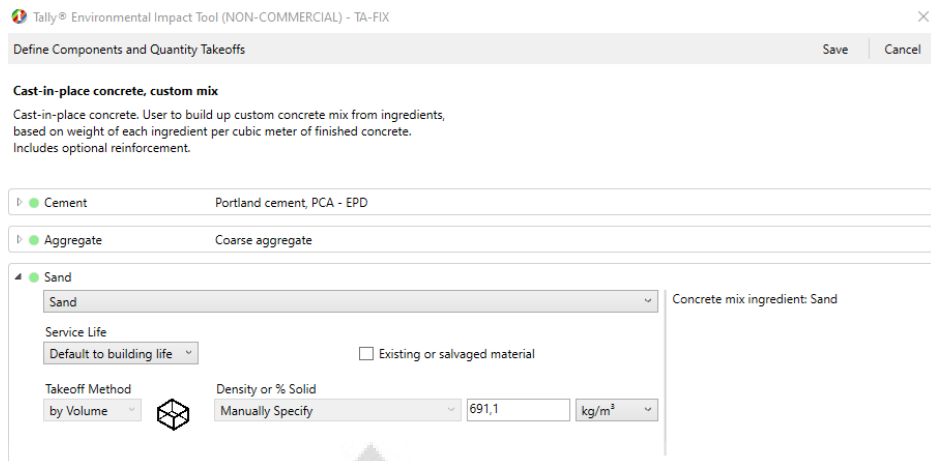 Tally® Environmental Impact Tool (NON-COMMERCIAL) - TA-FIX
Define Components and Quantity Takeoffs Save Cancel
Cast-in-place concrete, custom mix
Cast-in-place concrete. User to build up custom concrete mix from ingredients,
based on weight of each ingredient per cubic meter of finished concrete.
Includes optional reinforcement.
Cement Portland cement, PCA - EPD
Aggregate Coarse aggregate
Sand
Sand Concrete mix ingredient: Sand
Service Life
Default to building life Existing or salvaged material
Takeoff Method Density or % Solid
by Volume Manually Specify 691,1 kg/m³